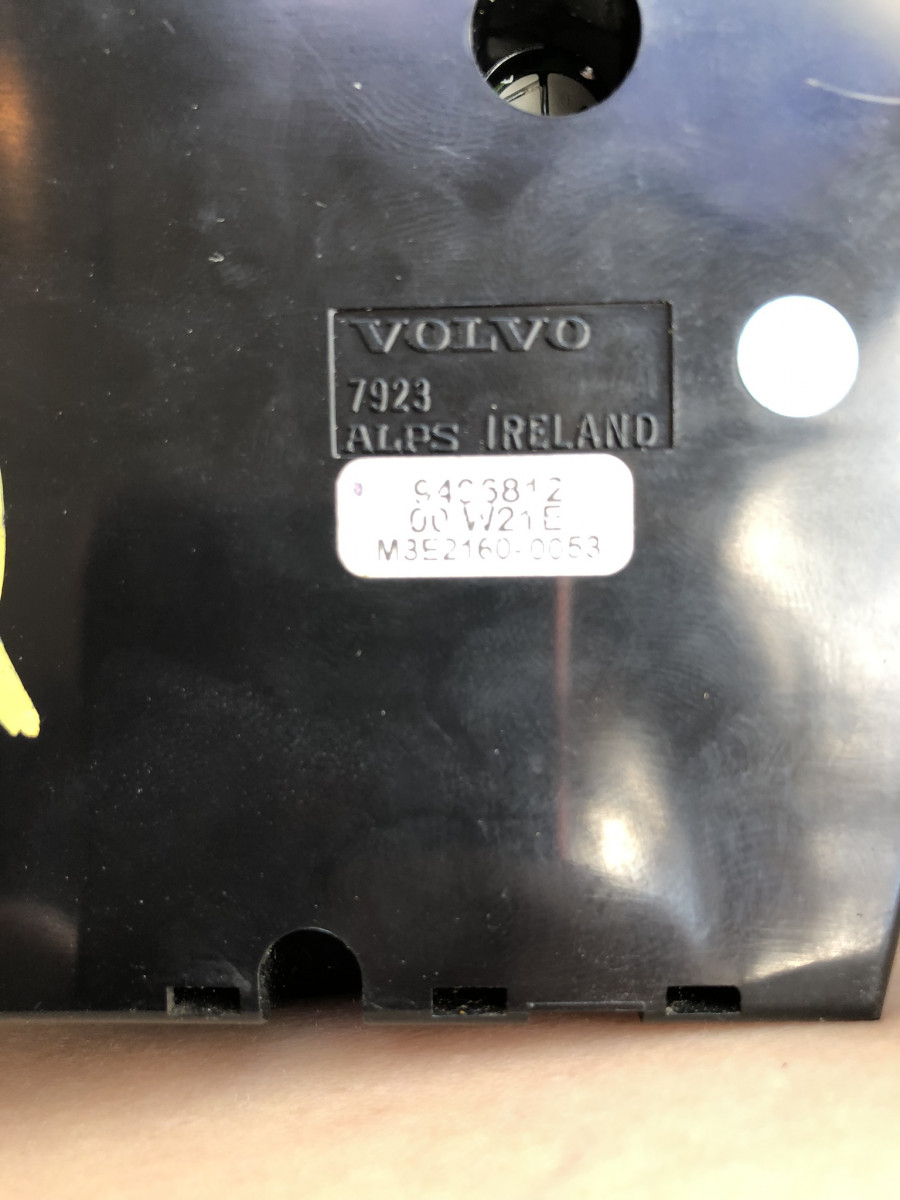 VOLVO
7923
ALPS IRELAND
9406812
00 W21E
M3E2160-0053